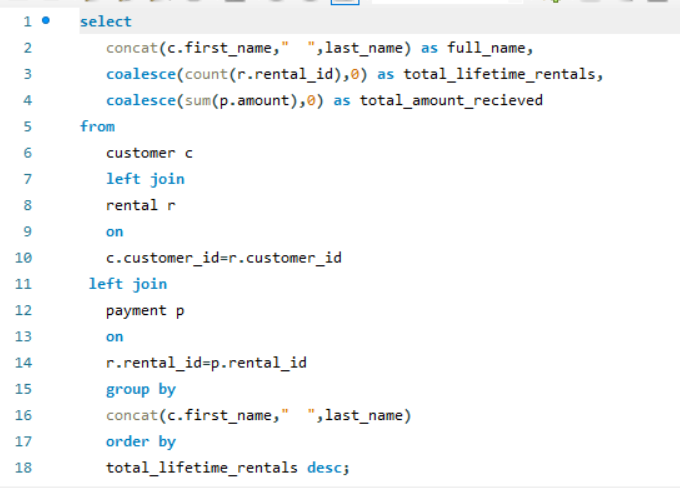 1 select
2 concat(c.first_name,"  ",last_name) as full_name,
3 coalesce(count(r.rental_id),0) as total_lifetime_rentals,
4 coalesce(sum(p.amount),0) as total_amount_recieved
5 from
6 customer c
7 left join
8 rental r
9 on
10 c.customer_id=r.customer_id
11 left join
12 payment p
13 on
14 r.rental_id=p.rental_id
15 group by
16 concat(c.first_name,"  ",last_name)
17 order by
18 total_lifetime_rentals desc;